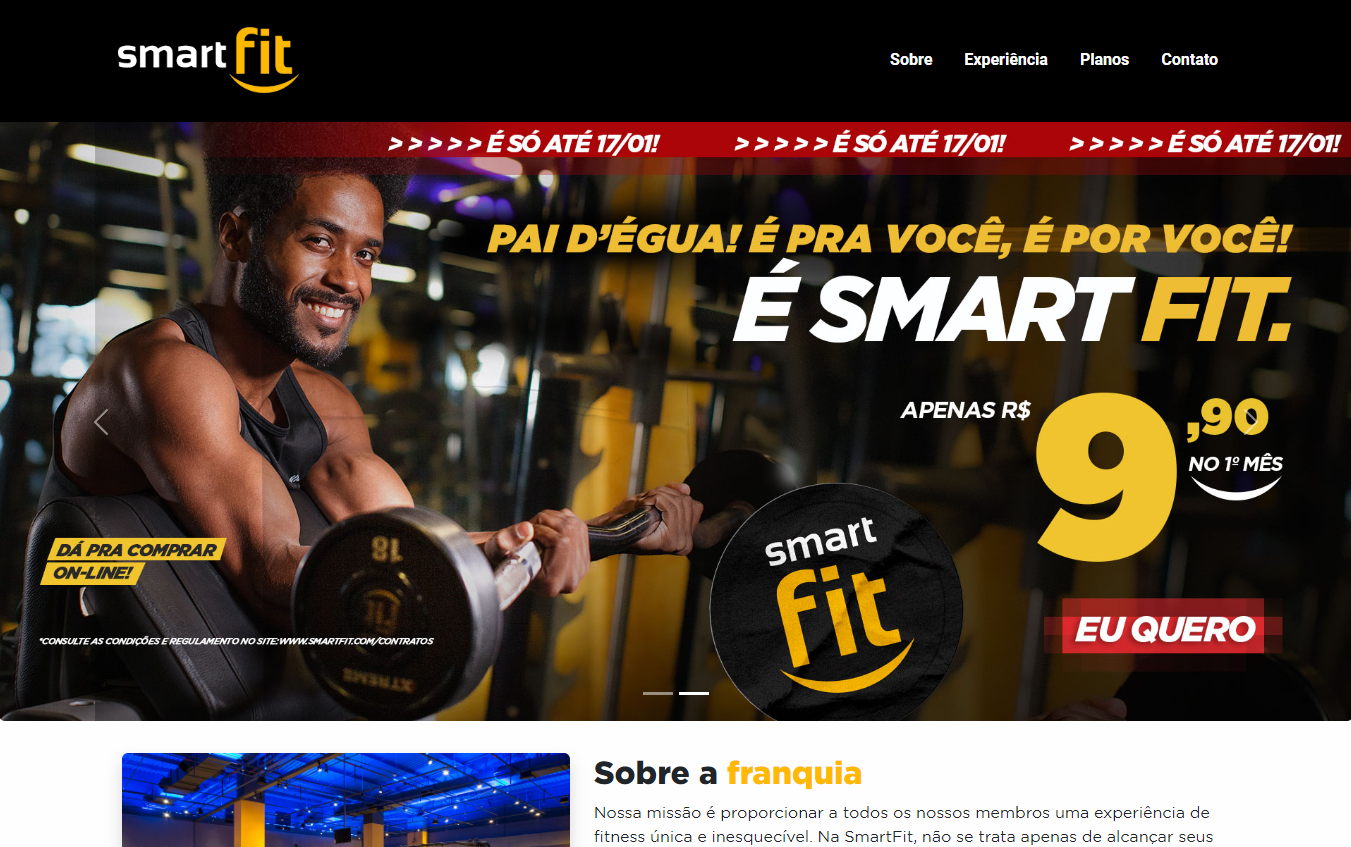 smart fit
Sobre Experiência Planos Contato
> > > > > É SÓ ATÉ 17/01! > > > > > É SÓ ATÉ 17/01! > > > > > É SÓ ATÉ 17/01!
PAI D'ÉGUA! É PRA VOCÊ, É POR VOCÊ!
É SMART FIT.
APENAS R$ 9,90
NO 1º MÊS
18
fit
XTREME
smart
fit
DÁ PRA COMPRAR
ON-LINE!
EU QUERO
*CONSULTE AS CONDIÇÕES E REGULAMENTO NO SITE:WWW.SMARTFIT.COM/CONTRATOS
Sobre a franquia
Nossa missão é proporcionar a todos os nossos membros uma experiência de
fitness única e inesquecível. Na SmartFit, não se trata apenas de alcançar seus